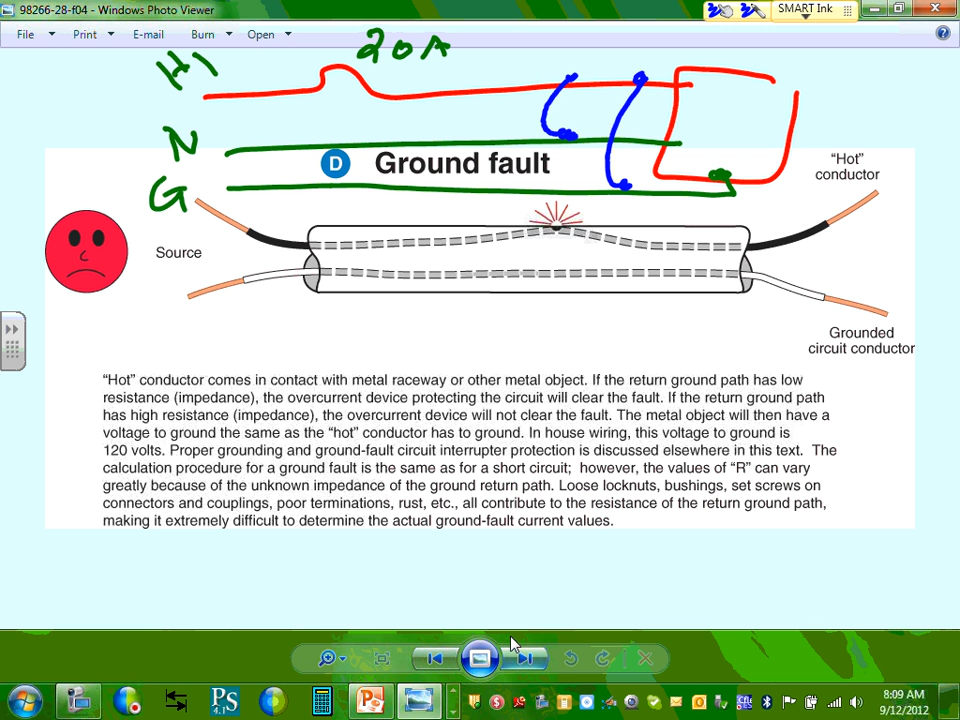 98266-28-f04 - Windows Photo Viewer
SMART Ink
File Print E-mail Burn Open
20A
H1
N
D Ground fault
"Hot"
conductor
G
Source
Grounded
circuit conductor
"Hot" conductor comes in contact with metal raceway or other metal object. If the return ground path has low
resistance (impedance), the overcurrent device protecting the circuit will clear the fault. If the return ground path
has high resistance (impedance), the overcurrent device will not clear the fault. The metal object will then have a
voltage to ground the same as the "hot" conductor has to ground. In house wiring, this voltage to ground is
120 volts. Proper grounding and ground-fault circuit interrupter protection is discussed elsewhere in this text. The
calculation procedure for a ground fault is the same as for a short circuit; however, the values of "R" can vary
greatly because of the unknown impedance of the ground return path. Loose locknuts, bushings, set screws on
connectors and couplings, poor terminations, rust, etc., all contribute to the resistance of the return ground path,
making it extremely difficult to determine the actual ground-fault current values.
PS
4.1
8:09 AM
9/12/2012